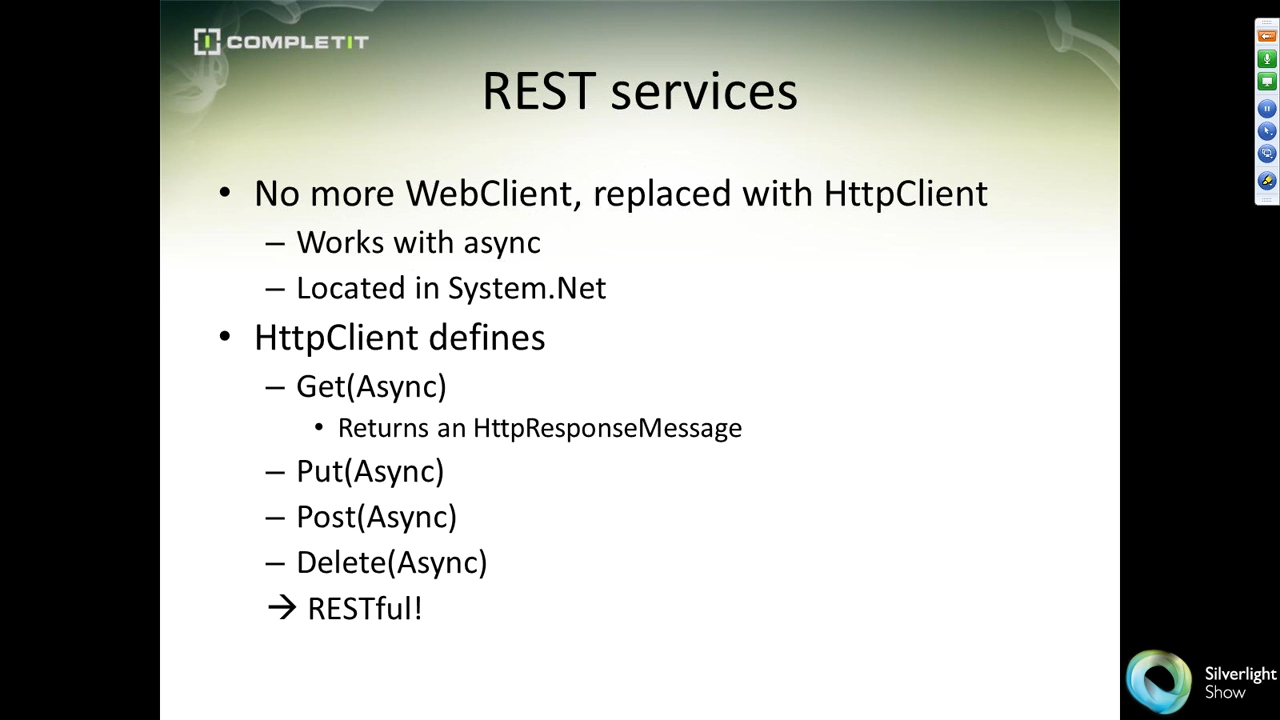 COMPLETIT
REST services
• No more WebClient, replaced with HttpClient
– Works with async
– Located in System.Net
• HttpClient defines
– Get(Async)
• Returns an HttpResponseMessage
– Put(Async)
– Post(Async)
– Delete(Async)
→ RESTful!
Silverlight
Show